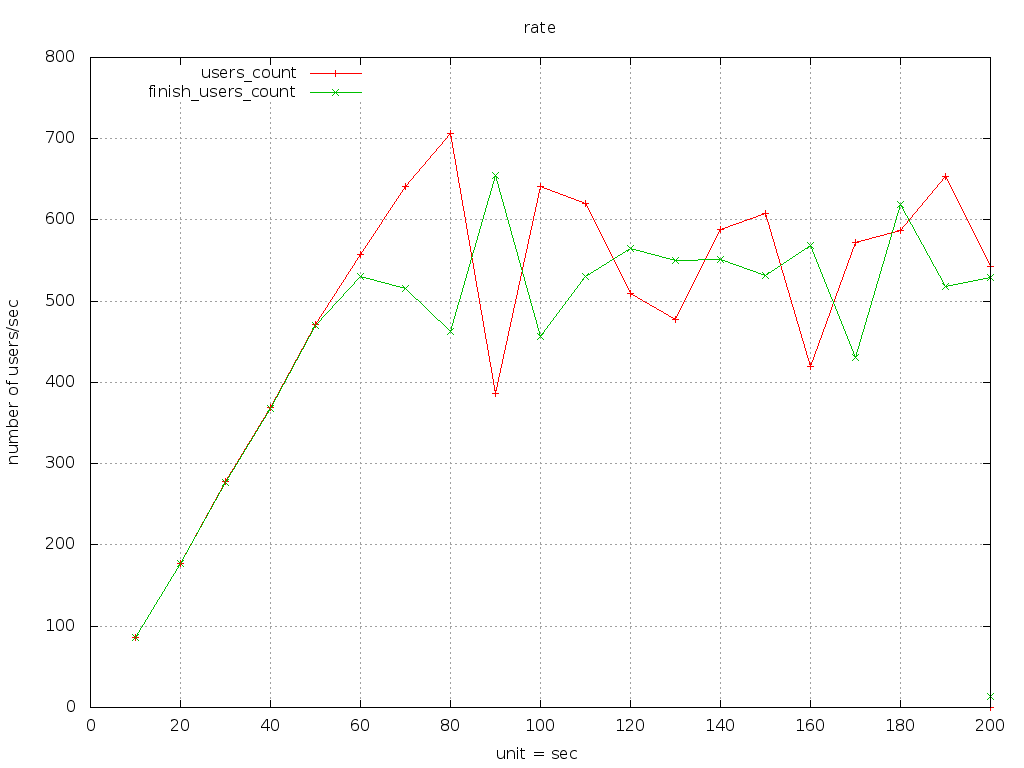 rate
800
700
600
500
400
300
200
100
0
users_count
finish_users_count
number of users/sec
0 20 40 60 80 100 120 140 160 180 200
unit = sec